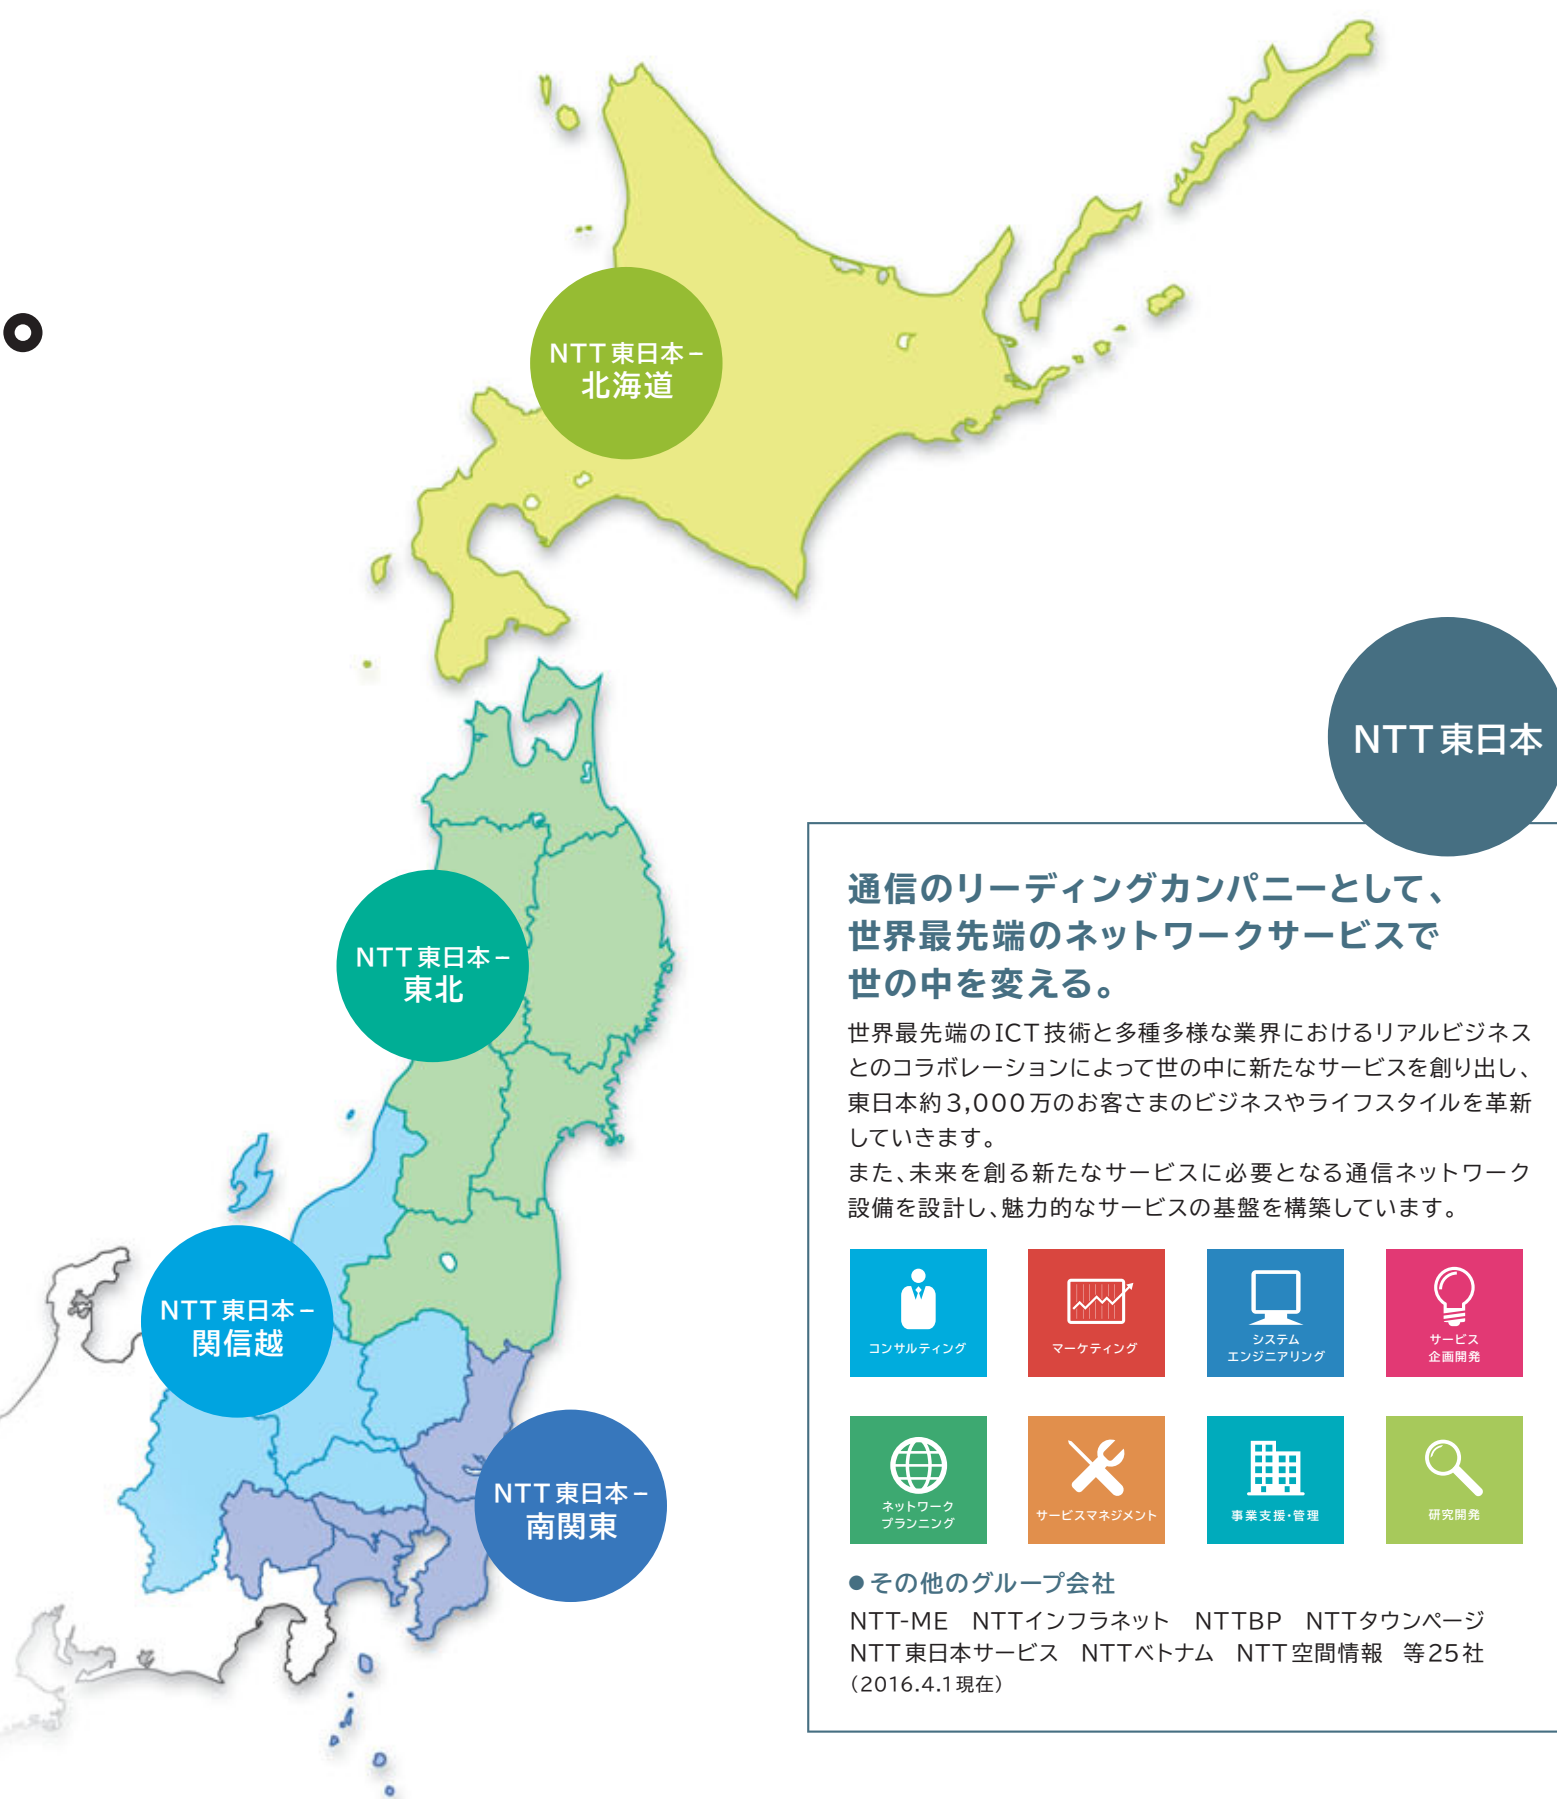 。
NTT東日本−
北海道
NTT東日本
NTT東日本−
東北
NTT東日本−
関信越
NTT東日本−
南関東
通信のリーディングカンパニーとして、
世界最先端のネットワークサービスで
世の中を変える。
世界最先端のICT技術と多種多様な業界におけるリアルビジネス
とのコラボレーションによって世の中に新たなサービスを創り出し、
東日本約3,000万のお客さまのビジネスやライフスタイルを革新
していきます。
また、未来を創る新たなサービスに必要となる通信ネットワーク
設備を設計し、魅力的なサービスの基盤を構築しています。
コンサルティング
マーケティング
システム
エンジニアリング
サービス
企画開発
ネットワーク
プランニング
サービスマネジメント
事業支援・管理
研究開発
●その他のグループ会社
NTT-ME　NTTインフラネット　NTTBP　NTTタウンページ
NTT東日本サービス　NTTベトナム　NTT空間情報　等25社
（2016.4.1現在）